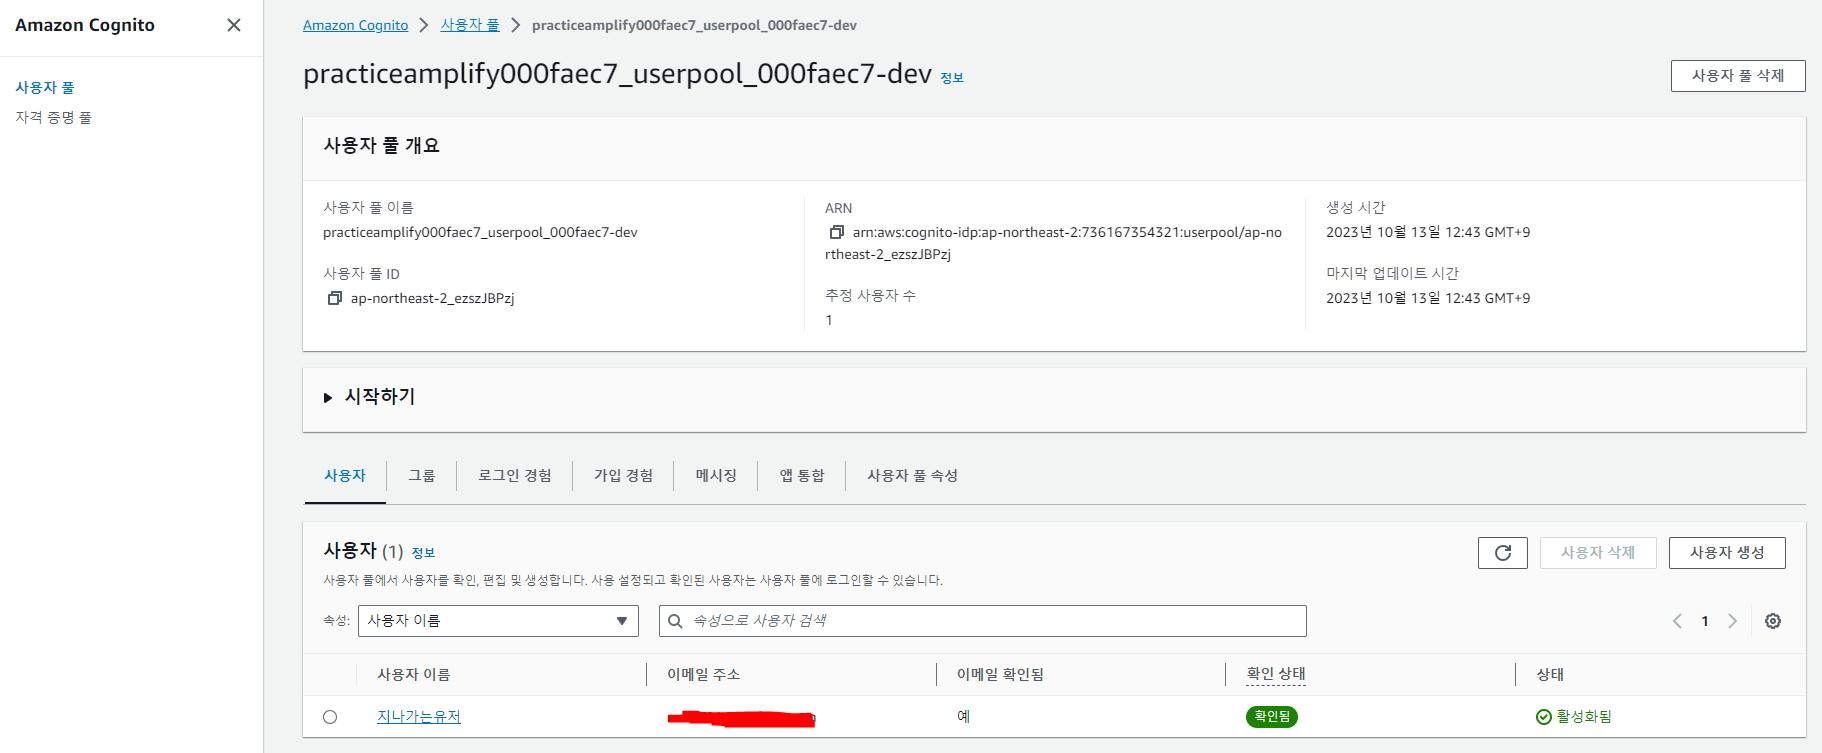 Amazon Cognito
사용자 풀
자격 증명 풀
Amazon Cognito > 사용자 풀 > practiceamplify000faec7_userpool_000faec7-dev
practiceamplify000faec7_userpool_000faec7-dev 정보
사용자 풀 삭제
사용자 풀 개요
사용자 풀 이름
practiceamplify000faec7_userpool_000faec7-dev
사용자 풀 ID
ap-northeast-2_ezszJBPzj
ARN
arn:aws:cognito-idp:ap-northeast-2:736167354321:userpool/ap-no
rtheast-2_ezszJBPzj
추정 사용자 수
1
생성 시간
2023년 10월 13일 12:43 GMT+9
마지막 업데이트 시간
2023년 10월 13일 12:43 GMT+9
시작하기
사용자 그룹 로그인 경험 가입 경험 메시징 앱 통합 사용자 풀 속성
사용자 (1) 정보
사용자 삭제 사용자 생성
사용자 풀에서 사용자를 확인, 편집 및 생성합니다. 사용 설정되고 확인된 사용자는 사용자 풀에 로그인할 수 있습니다.
속성: 사용자 이름 속성으로 사용자 검색 1
사용자 이름 이메일 주소 이메일 확인됨 확인 상태 상태
지나가는유저 예 확인됨 활성화됨